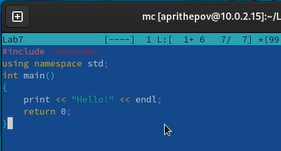 mc [aprithepov@10.0.2.15]:~/L
Lab7 [----] 1 L:[ 1+ 6 7/ 7] *(99
#include
using namespace std;
int main()
{
print << "Hello!" << endl;
return 0;
}